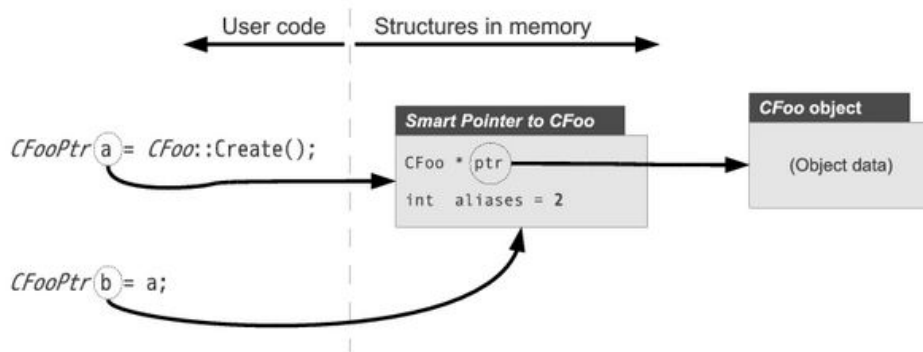 User code
Structures in memory
CFooPtr a = CFoo::Create();
Smart Pointer to CFoo
CFoo * ptr
int aliases = 2
CFoo object
(Object data)
CFooPtr b = a;